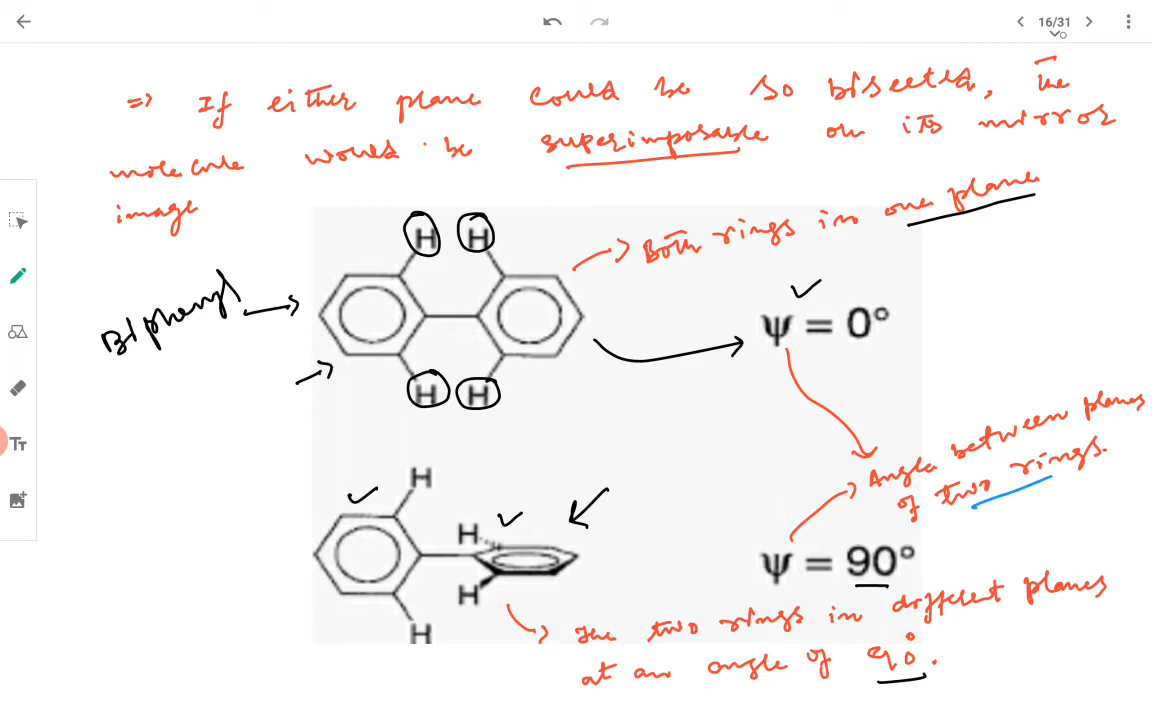 16/31
=> If either plane could be so bisected, the
molecule would be superimposable on its mirror
image
Both rings in one plane
Biphenyl
H H
ψ = 0°
H H
Angle between planes
of two rings.
H
H
ψ = 90°
H
H
The two rings in different planes
at an angle of 90°.
Tт